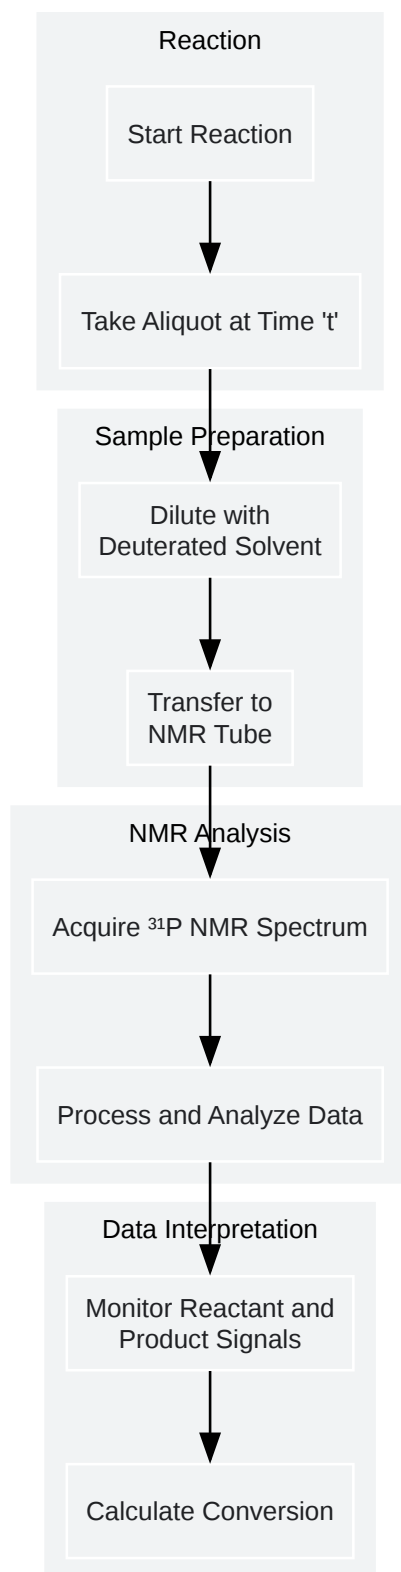 Reaction
Start Reaction
Take Aliquot at Time 't'
Sample Preparation
Dilute with
Deuterated Solvent
Transfer to
NMR Tube
NMR Analysis
Acquire ³¹P NMR Spectrum
Process and Analyze Data
Data Interpretation
Monitor Reactant and
Product Signals
Calculate Conversion